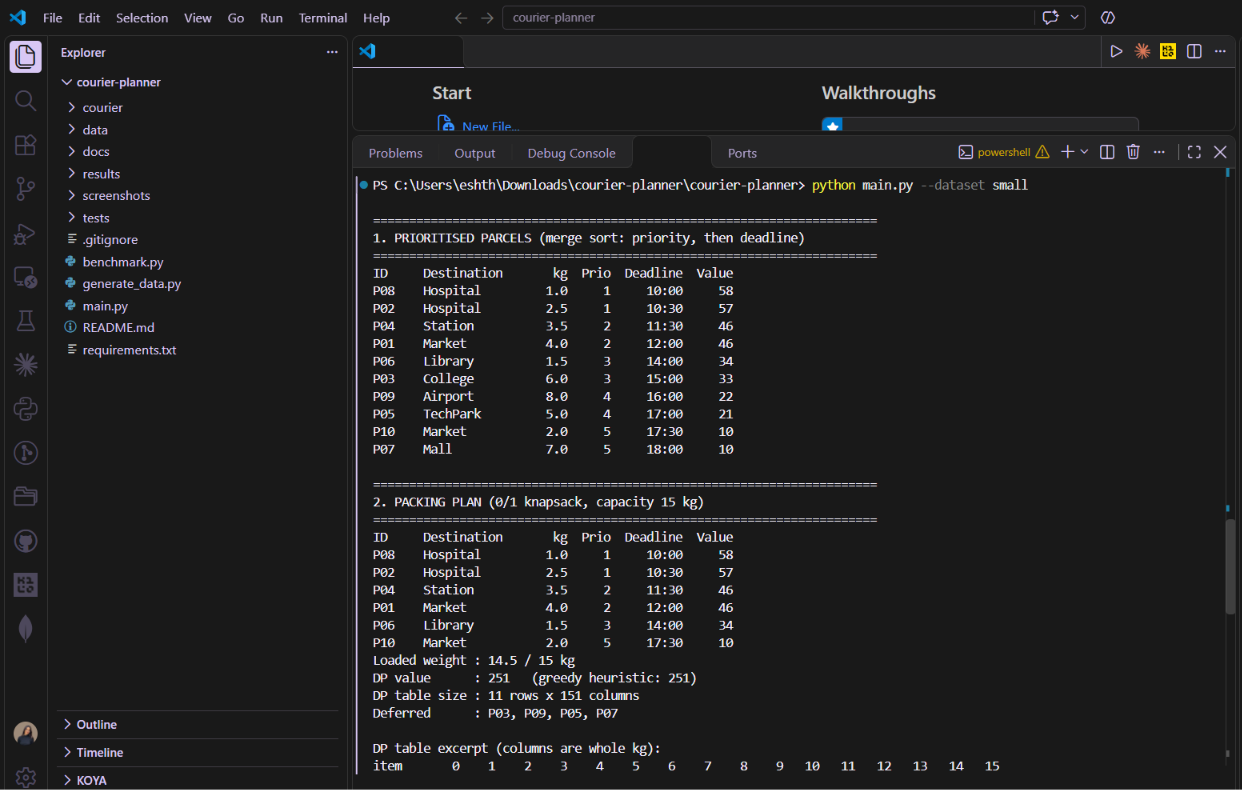 File Edit Selection View Go Run Terminal Help
courier-planner
Explorer
courier-planner
courier
data
docs
results
screenshots
tests
.gitignore
benchmark.py
generate_data.py
main.py
README.md
requirements.txt
Outline
Timeline
KOYA
Start
Walkthroughs
New File...
Problems Output Debug Console Ports
powershell
PS C:\Users\eshth\Downloads\courier-planner\courier-planner> python main.py --dataset small
======================================================================
1. PRIORITISED PARCELS (merge sort: priority, then deadline)
======================================================================
ID Destination kg Prio Deadline Value
P08 Hospital 1.0 1 10:00 58
P02 Hospital 2.5 1 10:30 57
P04 Station 3.5 2 11:30 46
P01 Market 4.0 2 12:00 46
P06 Library 1.5 3 14:00 34
P03 College 6.0 3 15:00 33
P09 Airport 8.0 4 16:00 22
P05 TechPark 5.0 4 17:00 21
P10 Market 2.0 5 17:30 10
P07 Mall 7.0 5 18:00 10
======================================================================
2. PACKING PLAN (0/1 knapsack, capacity 15 kg)
======================================================================
ID Destination kg Prio Deadline Value
P08 Hospital 1.0 1 10:00 58
P02 Hospital 2.5 1 10:30 57
P04 Station 3.5 2 11:30 46
P01 Market 4.0 2 12:00 46
P06 Library 1.5 3 14:00 34
P10 Market 2.0 5 17:30 10
Loaded weight : 14.5 / 15 kg
DP value : 251 (greedy heuristic: 251)
DP table size : 11 rows x 151 columns
Deferred : P03, P09, P05, P07
DP table excerpt (columns are whole kg):
item 0 1 2 3 4 5 6 7 8 9 10 11 12 13 14 15